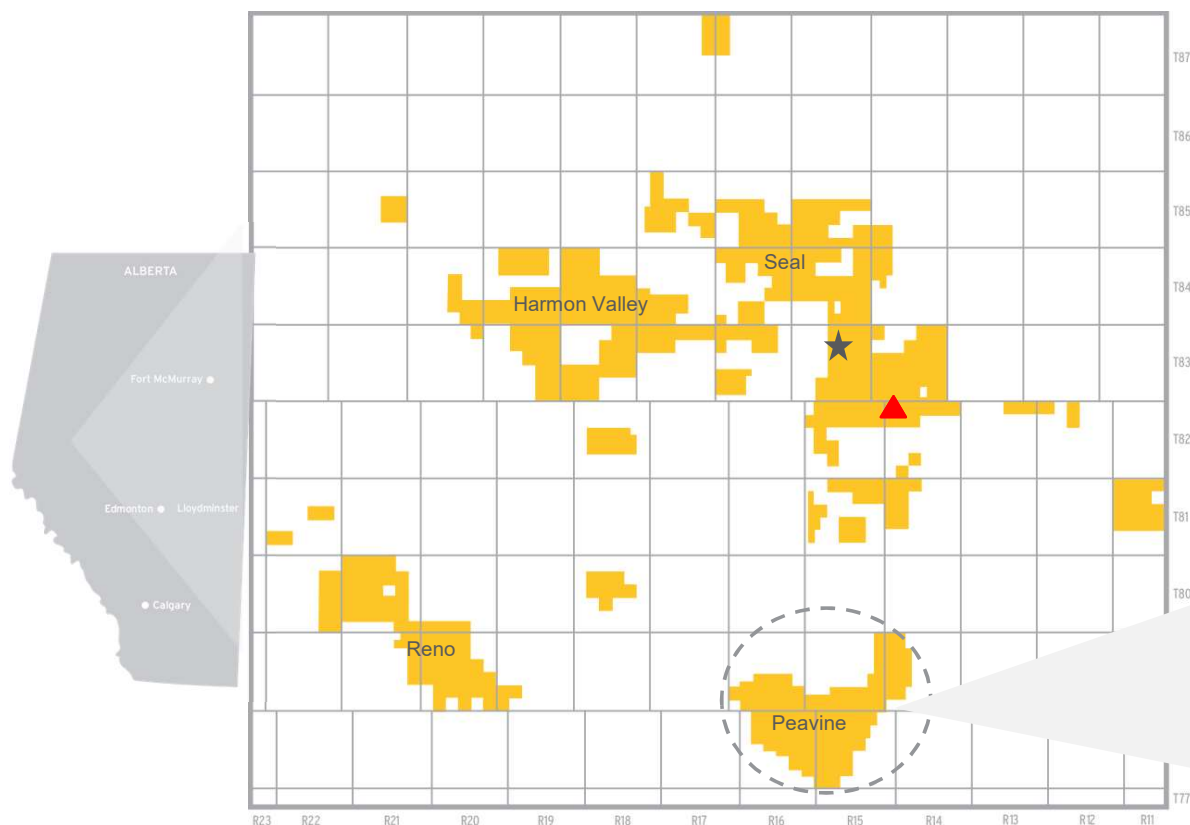 T87
T86
T85
ALBERTA
Seal
T84
Harmon Valley
T83
Fort McMurray
T82
Edmonton
Lloydminster
T81
T80
Calgary
Reno
Peavine
T77
R23
R22
R21
R20
R19
R18
R17
R16
R15
R14
R13
R12
R11